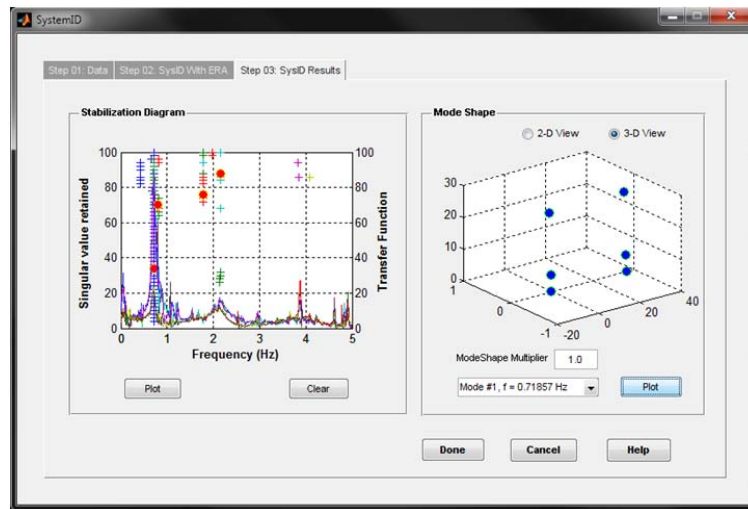 SystemID
Step 01: Data
Step 02: SysID With ERA
Step 03: SysID Results
Stabilization Diagram
Singular value retained
100
80
60
40
20
0
0 1 2 3 4 5
Frequency (Hz)
100
80
60
40
20
0
Transfer Function
Plot
Clear
Mode Shape
2-D View
3-D View
30
20
10
0
1
0
-1
-20
0
20
40
ModeShape Multiplier
1.0
Mode #1, f = 0.71857 Hz
Plot
Done
Cancel
Help